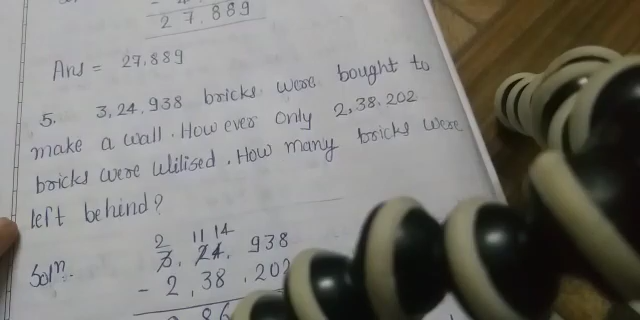 27,889
Ans = 27,889
5. 3,24,938 bricks were bought to
make a wall. However only 2,38,202
bricks were utilised. How many bricks were
left behind?
2 11 14
Soln. 3,24,938
- 2,38,202